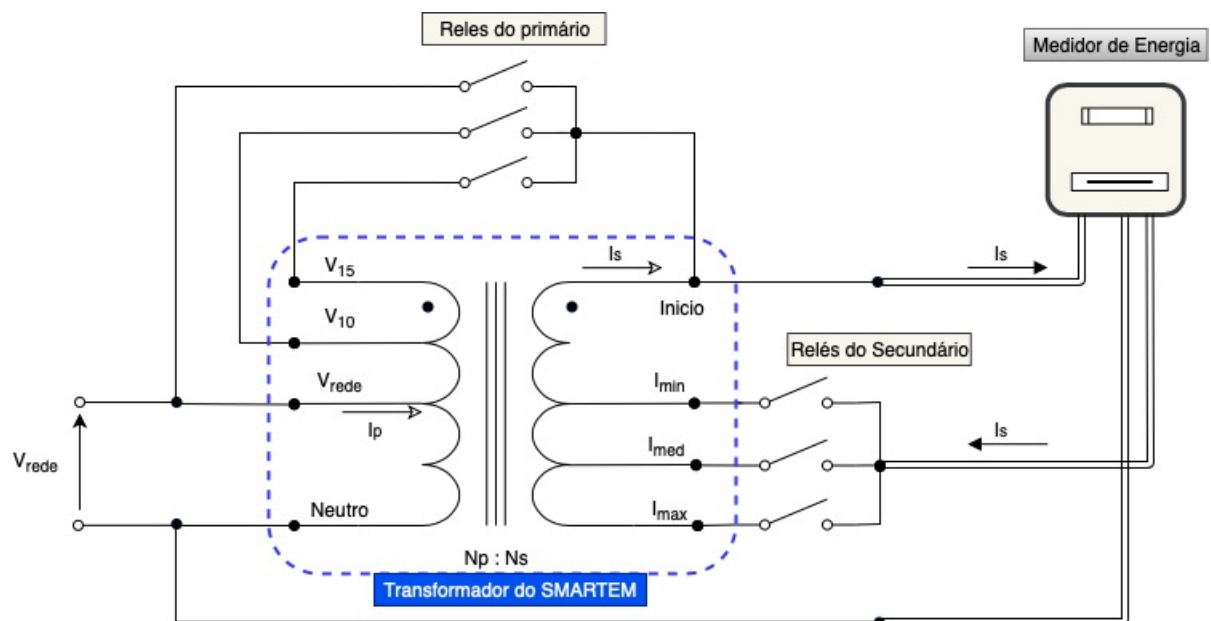 Reles do primário
Medidor de Energia
V15
Is
Is
V10
Inicio
Relés do Secundário
Vrede
Imin
Ip
Is
Imed
Vrede
Neutro
Imax
Np : Ns
Transformador do SMARTEM